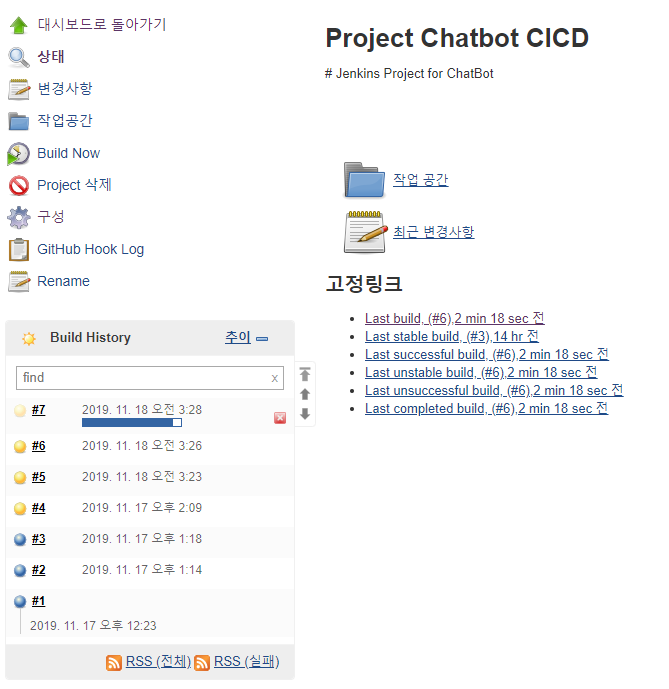 대시보드로 돌아가기
상태
변경사항
작업공간
Build Now
Project 삭제
구성
GitHub Hook Log
Rename
Build History 추이
find x
#7 2019. 11. 18 오전 3:28
#6 2019. 11. 18 오전 3:26
#5 2019. 11. 18 오전 3:23
#4 2019. 11. 17 오후 2:09
#3 2019. 11. 17 오후 1:18
#2 2019. 11. 17 오후 1:14
#1
2019. 11. 17 오후 12:23
RSS (전체) RSS (실패)
Project Chatbot CICD
# Jenkins Project for ChatBot
작업 공간
최근 변경사항
고정링크
Last build, (#6),2 min 18 sec 전
Last stable build, (#3),14 hr 전
Last successful build, (#6),2 min 18 sec 전
Last unstable build, (#6),2 min 18 sec 전
Last unsuccessful build, (#6),2 min 18 sec 전
Last completed build, (#6),2 min 18 sec 전